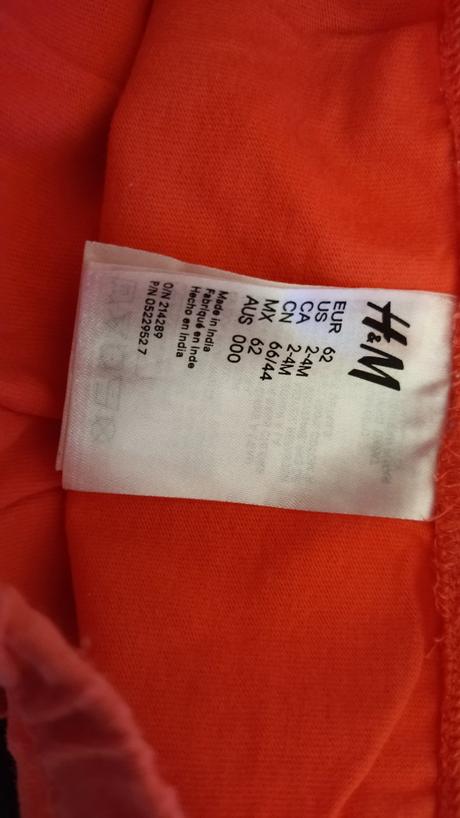 H&M
EUR 62
US 2-4M
CA 2-4M
CN 66/44
MX 62
AUS 000
Made in India
Fabriqué en Inde
Hecho en India
O/N 214289
P/N 0522952 7